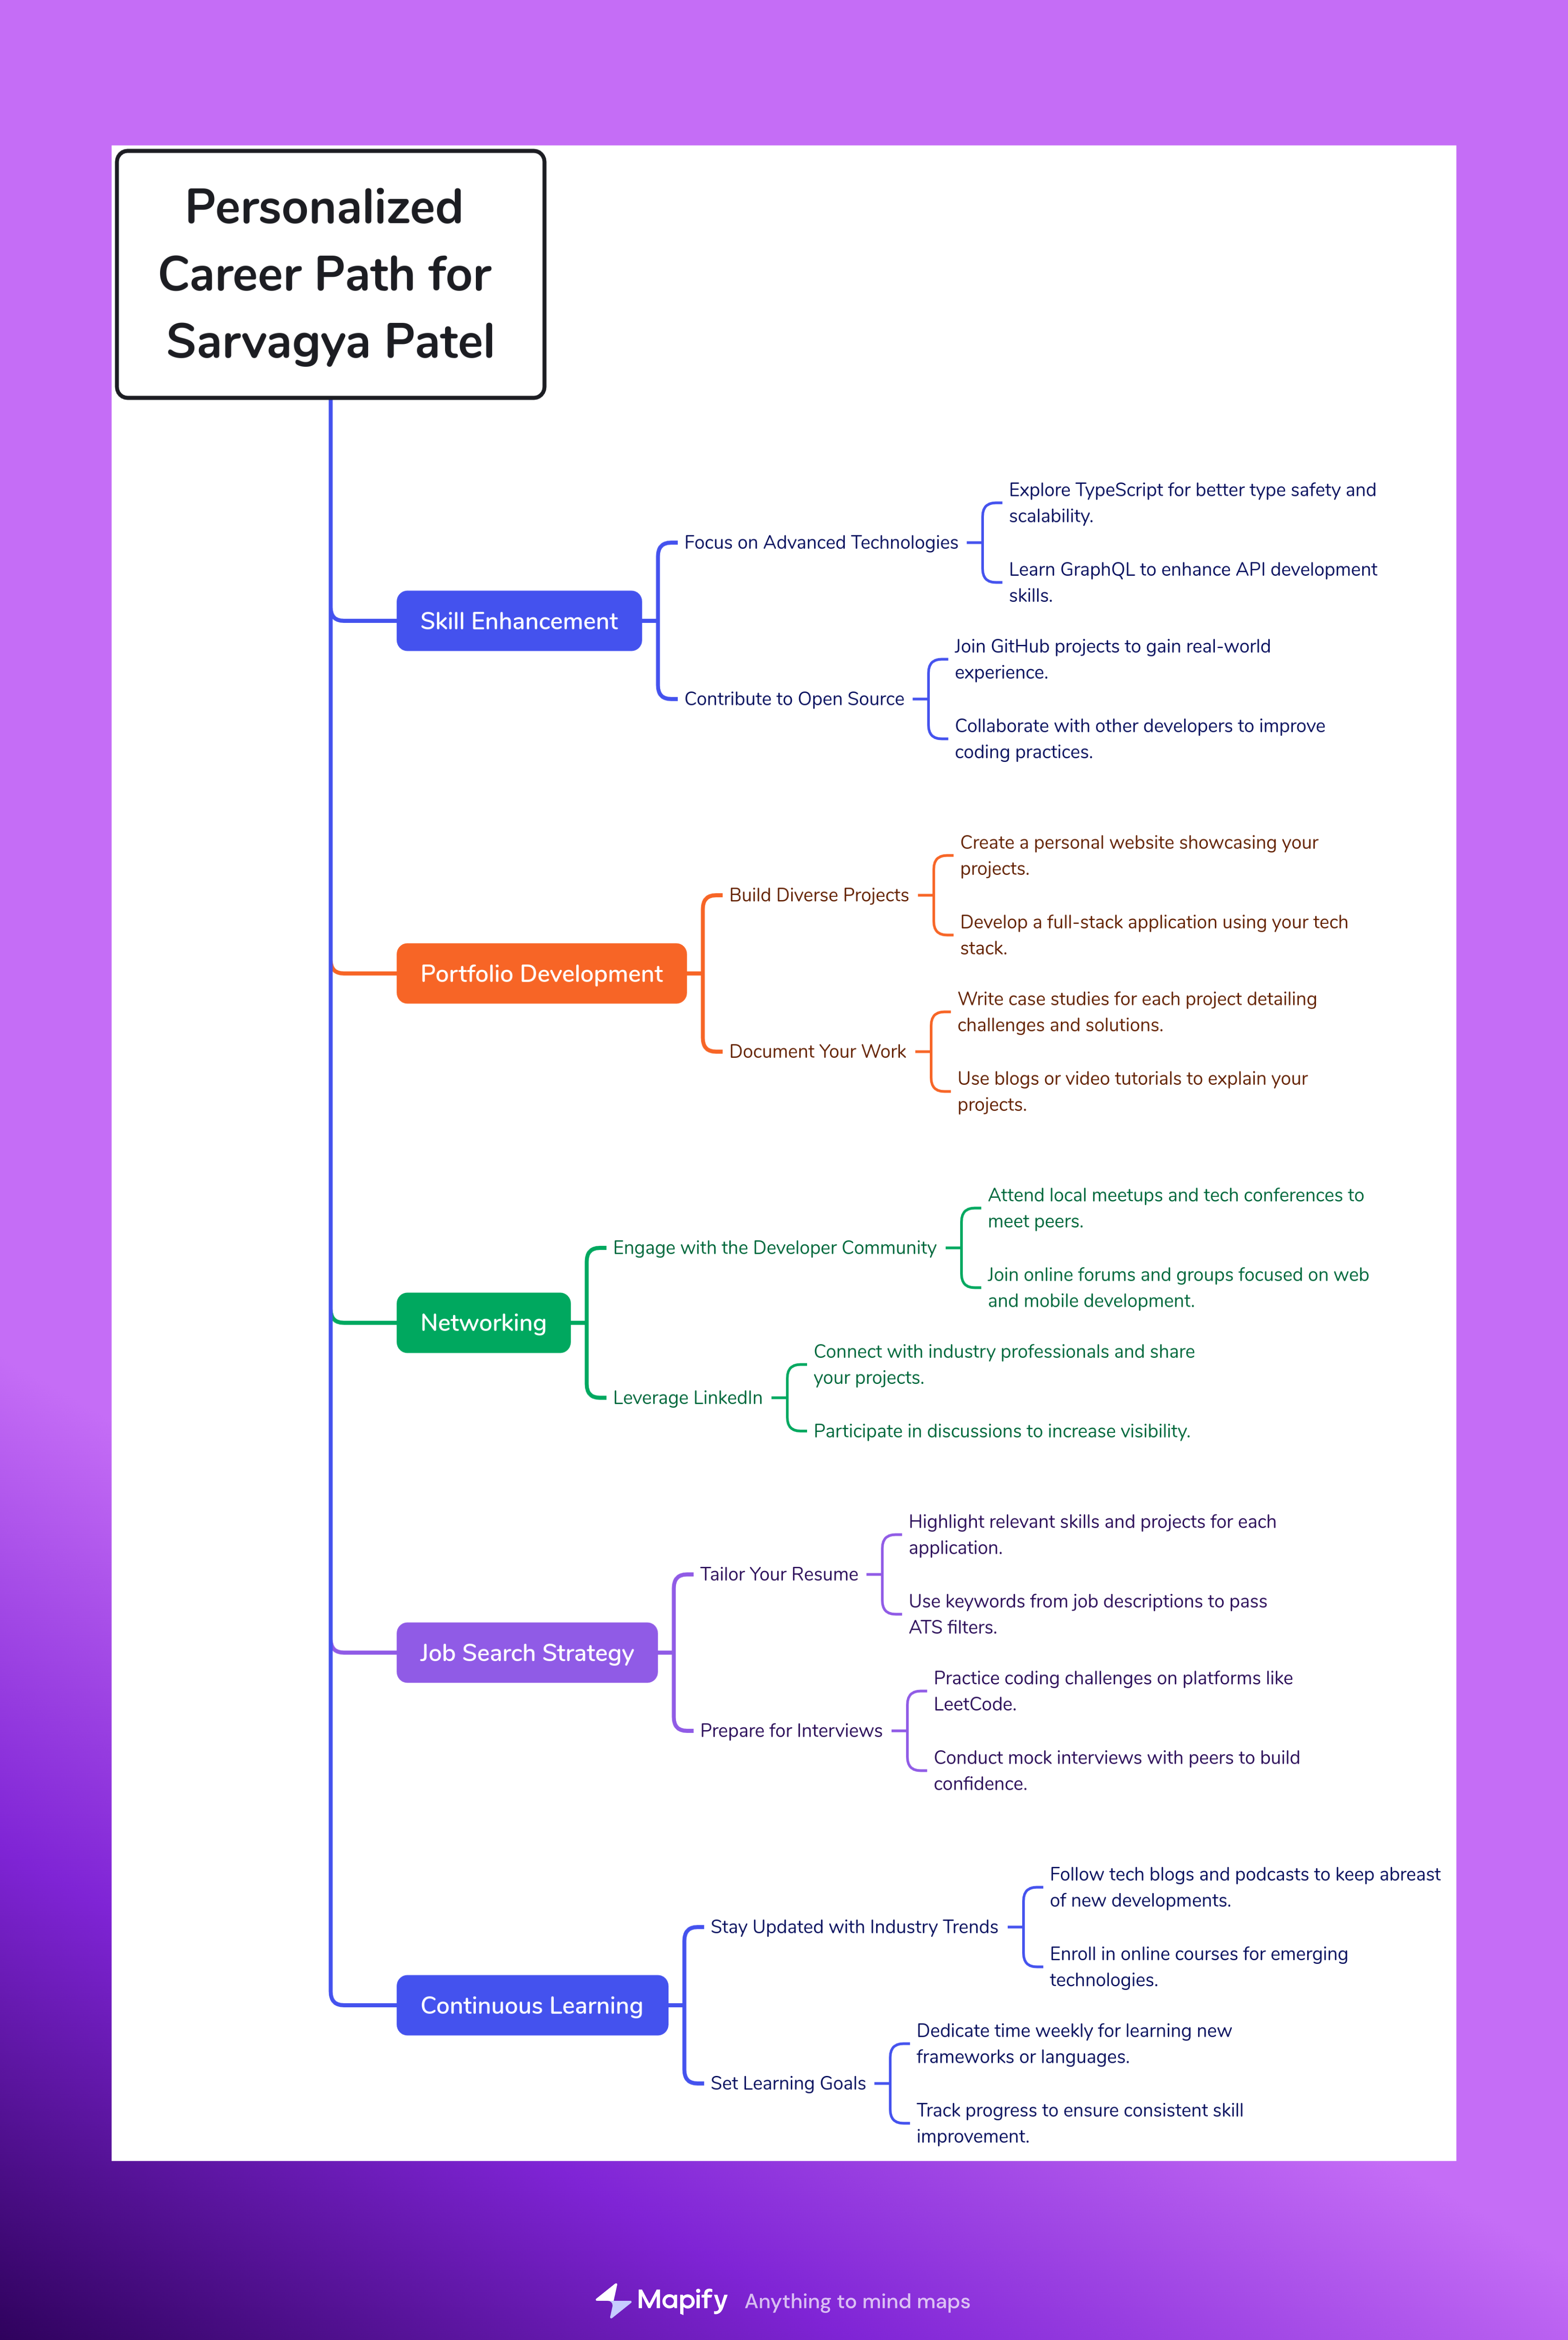 Personalized
Career Path for
Sarvagya Patel
Skill Enhancement
Focus on Advanced Technologies
Explore TypeScript for better type safety and
scalability.
Learn GraphQL to enhance API development
skills.
Contribute to Open Source
Join GitHub projects to gain real-world
experience.
Collaborate with other developers to improve
coding practices.
Portfolio Development
Build Diverse Projects
Create a personal website showcasing your
projects.
Develop a full-stack application using your tech
stack.
Document Your Work
Write case studies for each project detailing
challenges and solutions.
Use blogs or video tutorials to explain your
projects.
Networking
Engage with the Developer Community
Attend local meetups and tech conferences to
meet peers.
Join online forums and groups focused on web
and mobile development.
Leverage LinkedIn
Connect with industry professionals and share
your projects.
Participate in discussions to increase visibility.
Job Search Strategy
Tailor Your Resume
Highlight relevant skills and projects for each
application.
Use keywords from job descriptions to pass
ATS filters.
Prepare for Interviews
Practice coding challenges on platforms like
LeetCode.
Conduct mock interviews with peers to build
confidence.
Continuous Learning
Stay Updated with Industry Trends
Follow tech blogs and podcasts to keep abreast
of new developments.
Enroll in online courses for emerging
technologies.
Set Learning Goals
Dedicate time weekly for learning new
frameworks or languages.
Track progress to ensure consistent skill
improvement.
Mapify Anything to mind maps